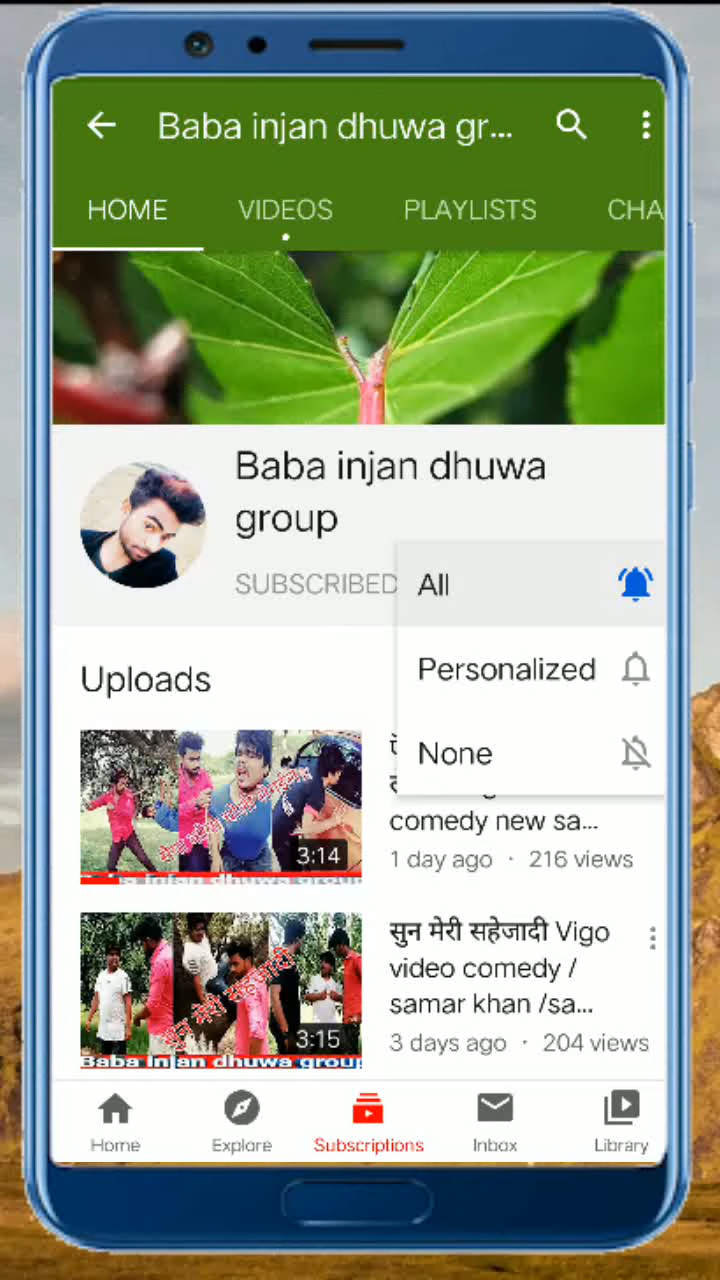 Baba injan dhuwa gr...
HOME VIDEOS PLAYLISTS CHA
Baba injan dhuwa
group
SUBSCRIBED
All
Personalized
None
Uploads
3:14
comedy new sa...
1 day ago · 216 views
सुन मेरी सहेजादी
3:15
Baba Injan dhuwa group
सुन मेरी सहेजादी Vigo
video comedy /
samar khan /sa...
3 days ago · 204 views
Home Explore Subscriptions Inbox Library